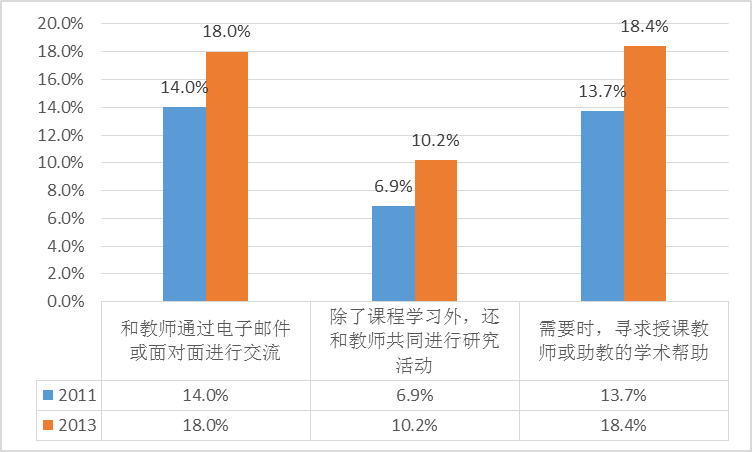 20.0%
18.0%
16.0%
14.0%
12.0%
10.0%
8.0%
6.0%
4.0%
2.0%
0.0%
14.0%
18.0%
6.9%
10.2%
13.7%
18.4%
和教师通过电子邮件
或面对面进行交流
除了课程学习外，还
和教师共同进行研究
活动
需要时，寻求授课教
师或助教的学术帮助
2011 14.0% 6.9% 13.7%
2013 18.0% 10.2% 18.4%